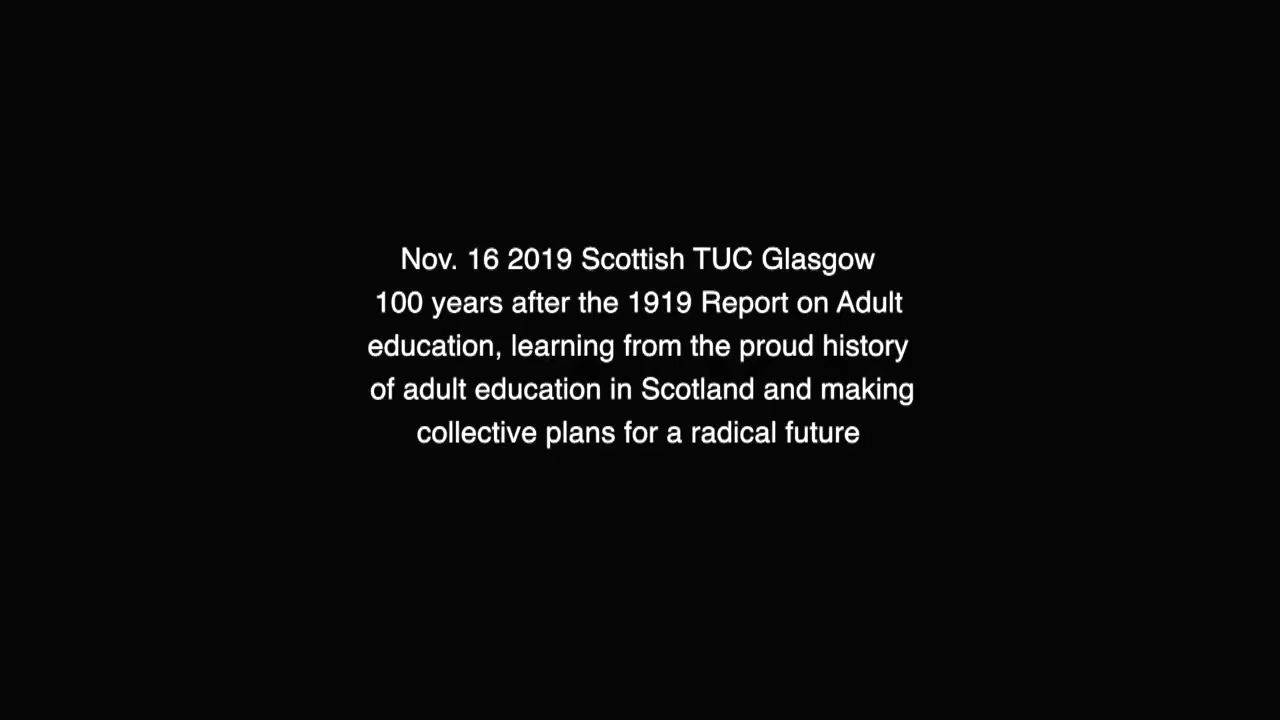 Nov. 16 2019 Scottish TUC Glasgow
100 years after the 1919 Report on Adult
education, learning from the proud history
of adult education in Scotland and making
collective plans for a radical future